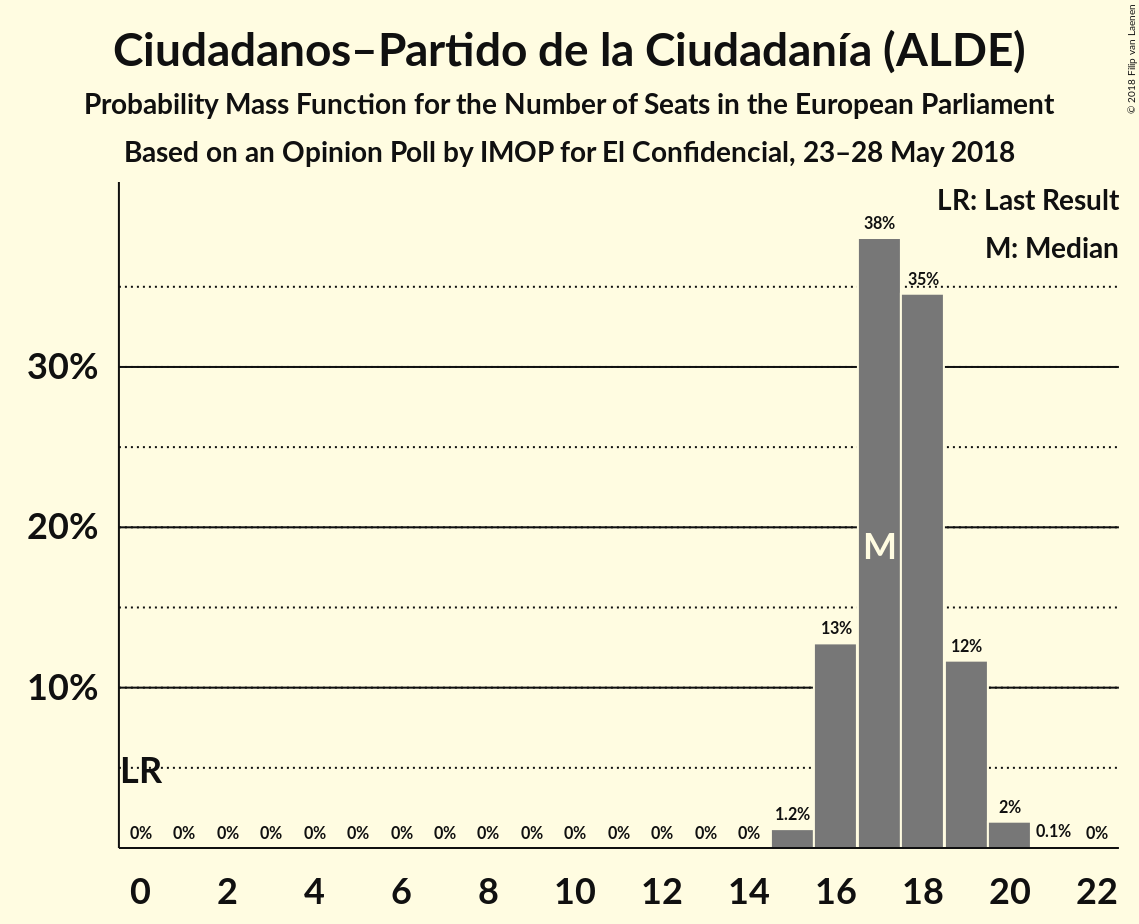 Ciudadanos–Partido de la Ciudadanía (ALDE)
Probability Mass Function for the Number of Seats in the European Parliament
Based on an Opinion Poll by IMOP for El Confidencial, 23–28 May 2018
© 2018 Filip van Laenen
LR: Last Result
M: Median
38%
35%
30%
20%
M
13%
12%
10%
LR
0% 0% 0% 0% 0% 0% 0% 0% 0% 0% 0% 0% 0% 0% 0% 1.2% 2% 0.1% 0%
0 2 4 6 8 10 12 14 16 18 20 22